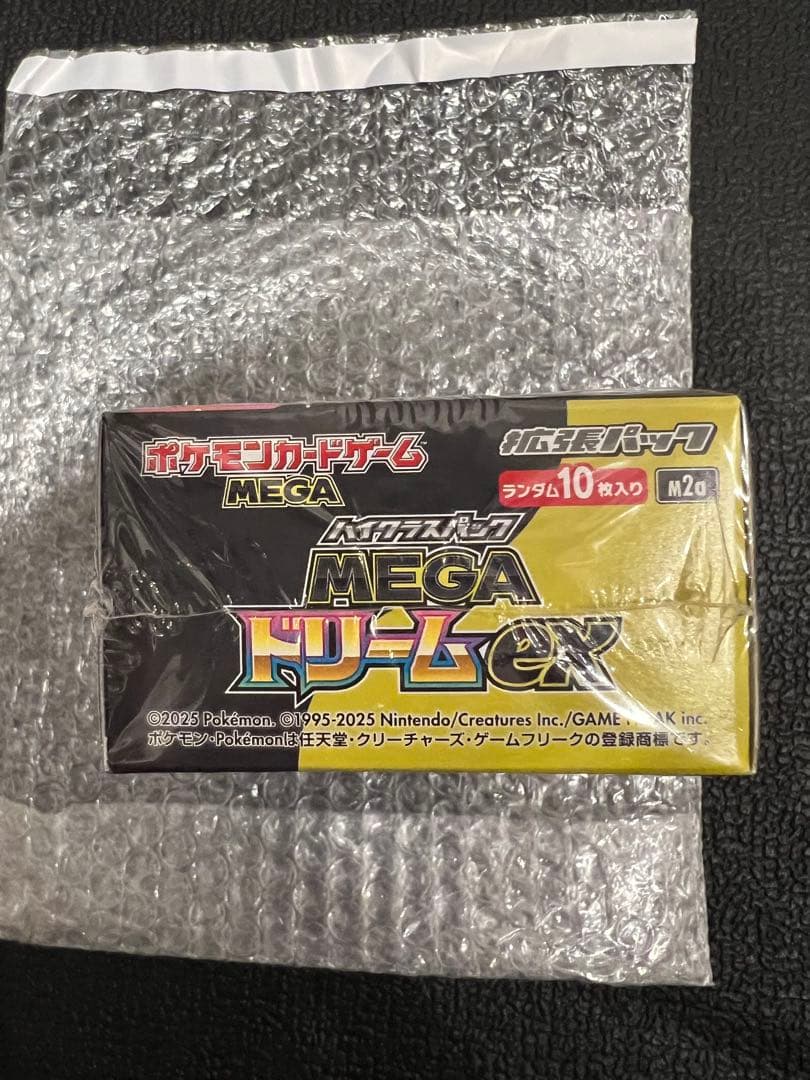 ポケモンカードゲーム
MEGA
拡張パック
ランダム10枚入り
M2a
ハイクラスパック
MEGA
ドリームex
©2025 Pokémon. ©1995-2025 Nintendo/Creatures Inc./GAME FREAK inc.
ポケモン・Pokémonは任天堂・クリーチャーズ・ゲームフリークの登録商標です。